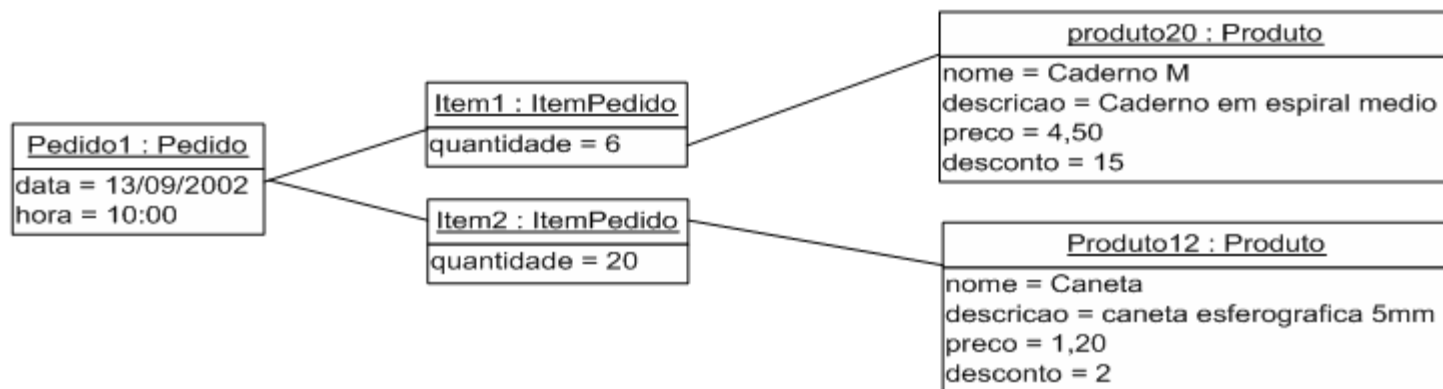 Pedido1 : Pedido
data = 13/09/2002
hora = 10:00
Item1 : ItemPedido
quantidade = 6
Item2 : ItemPedido
quantidade = 20
produto20 : Produto
nome = Caderno M
descricao = Caderno em espiral medio
preco = 4,50
desconto = 15
Produto12 : Produto
nome = Caneta
descricao = caneta esferografica 5mm
preco = 1,20
desconto = 2